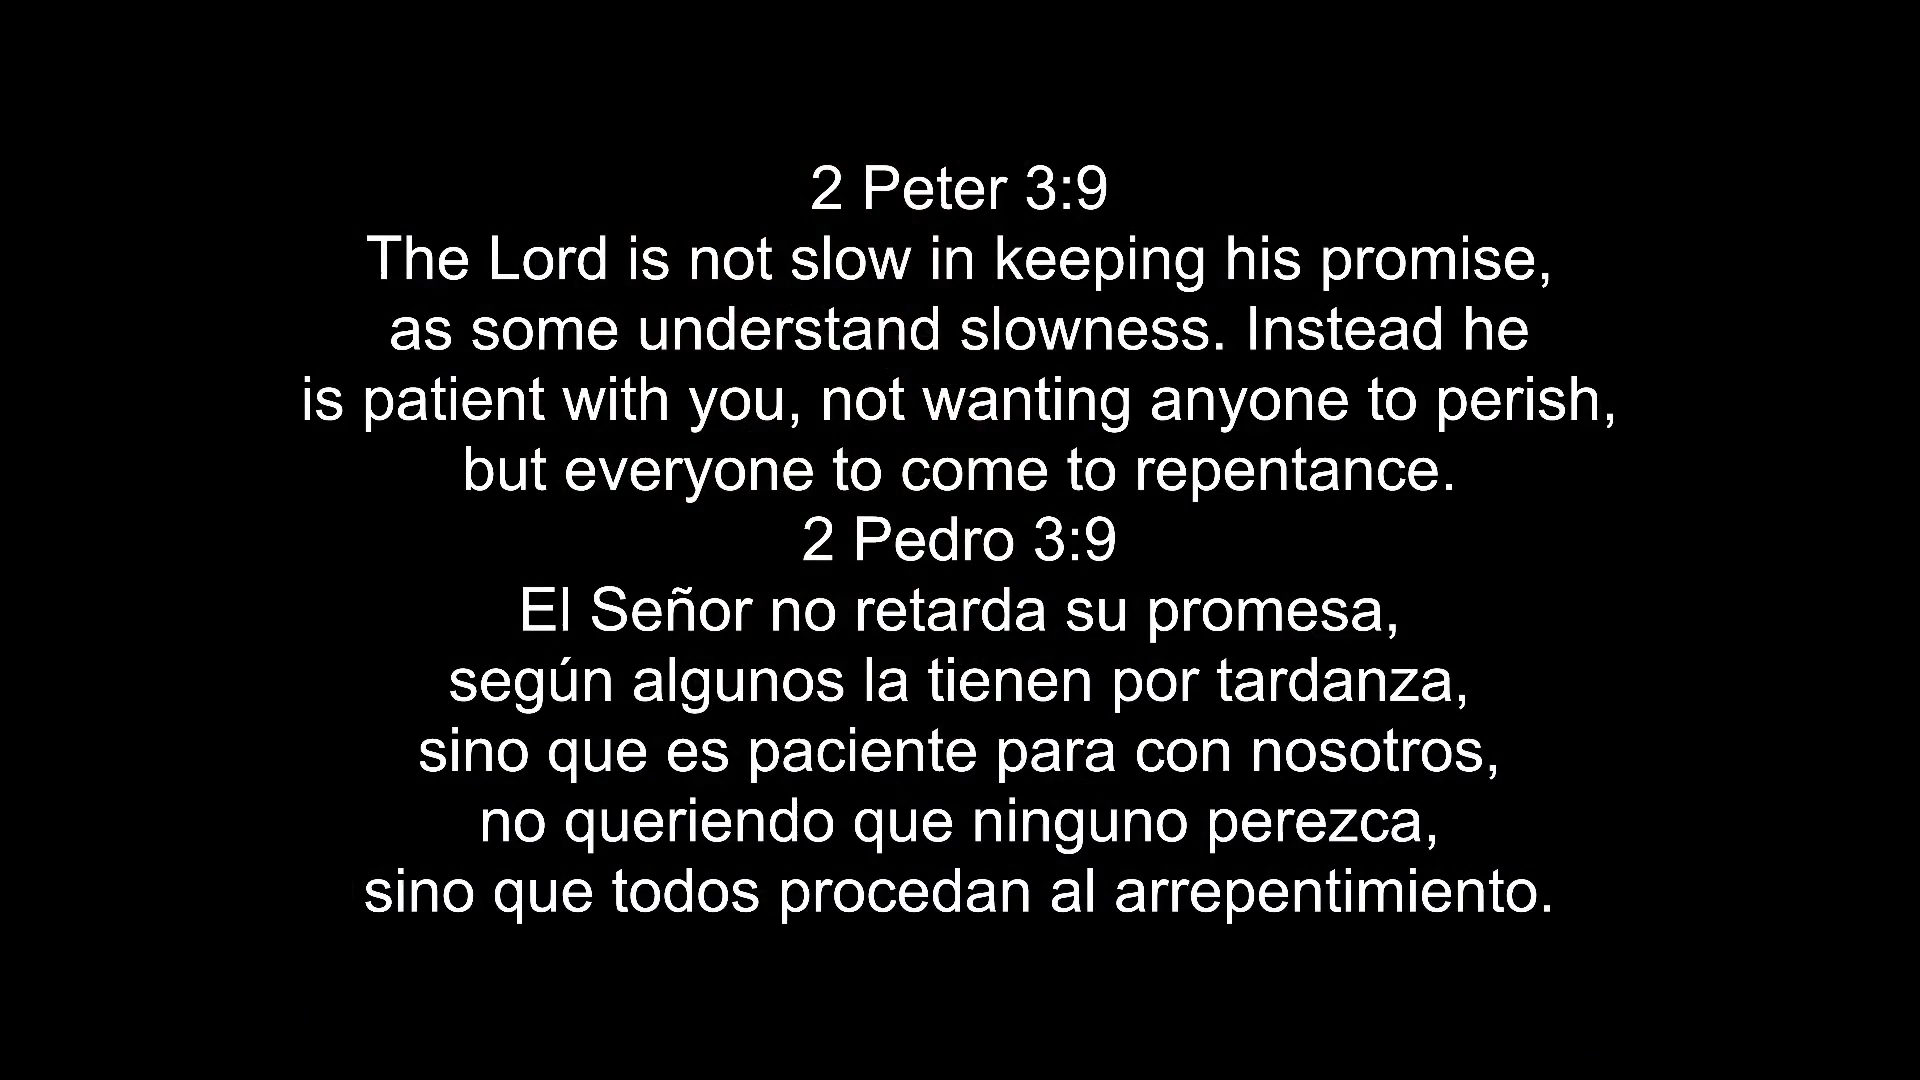 2 Peter 3:9
The Lord is not slow in keeping his promise,
as some understand slowness. Instead he
is patient with you, not wanting anyone to perish,
but everyone to come to repentance.
2 Pedro 3:9
El Señor no retarda su promesa,
según algunos la tienen por tardanza,
sino que es paciente para con nosotros,
no queriendo que ninguno perezca,
sino que todos procedan al arrepentimiento.